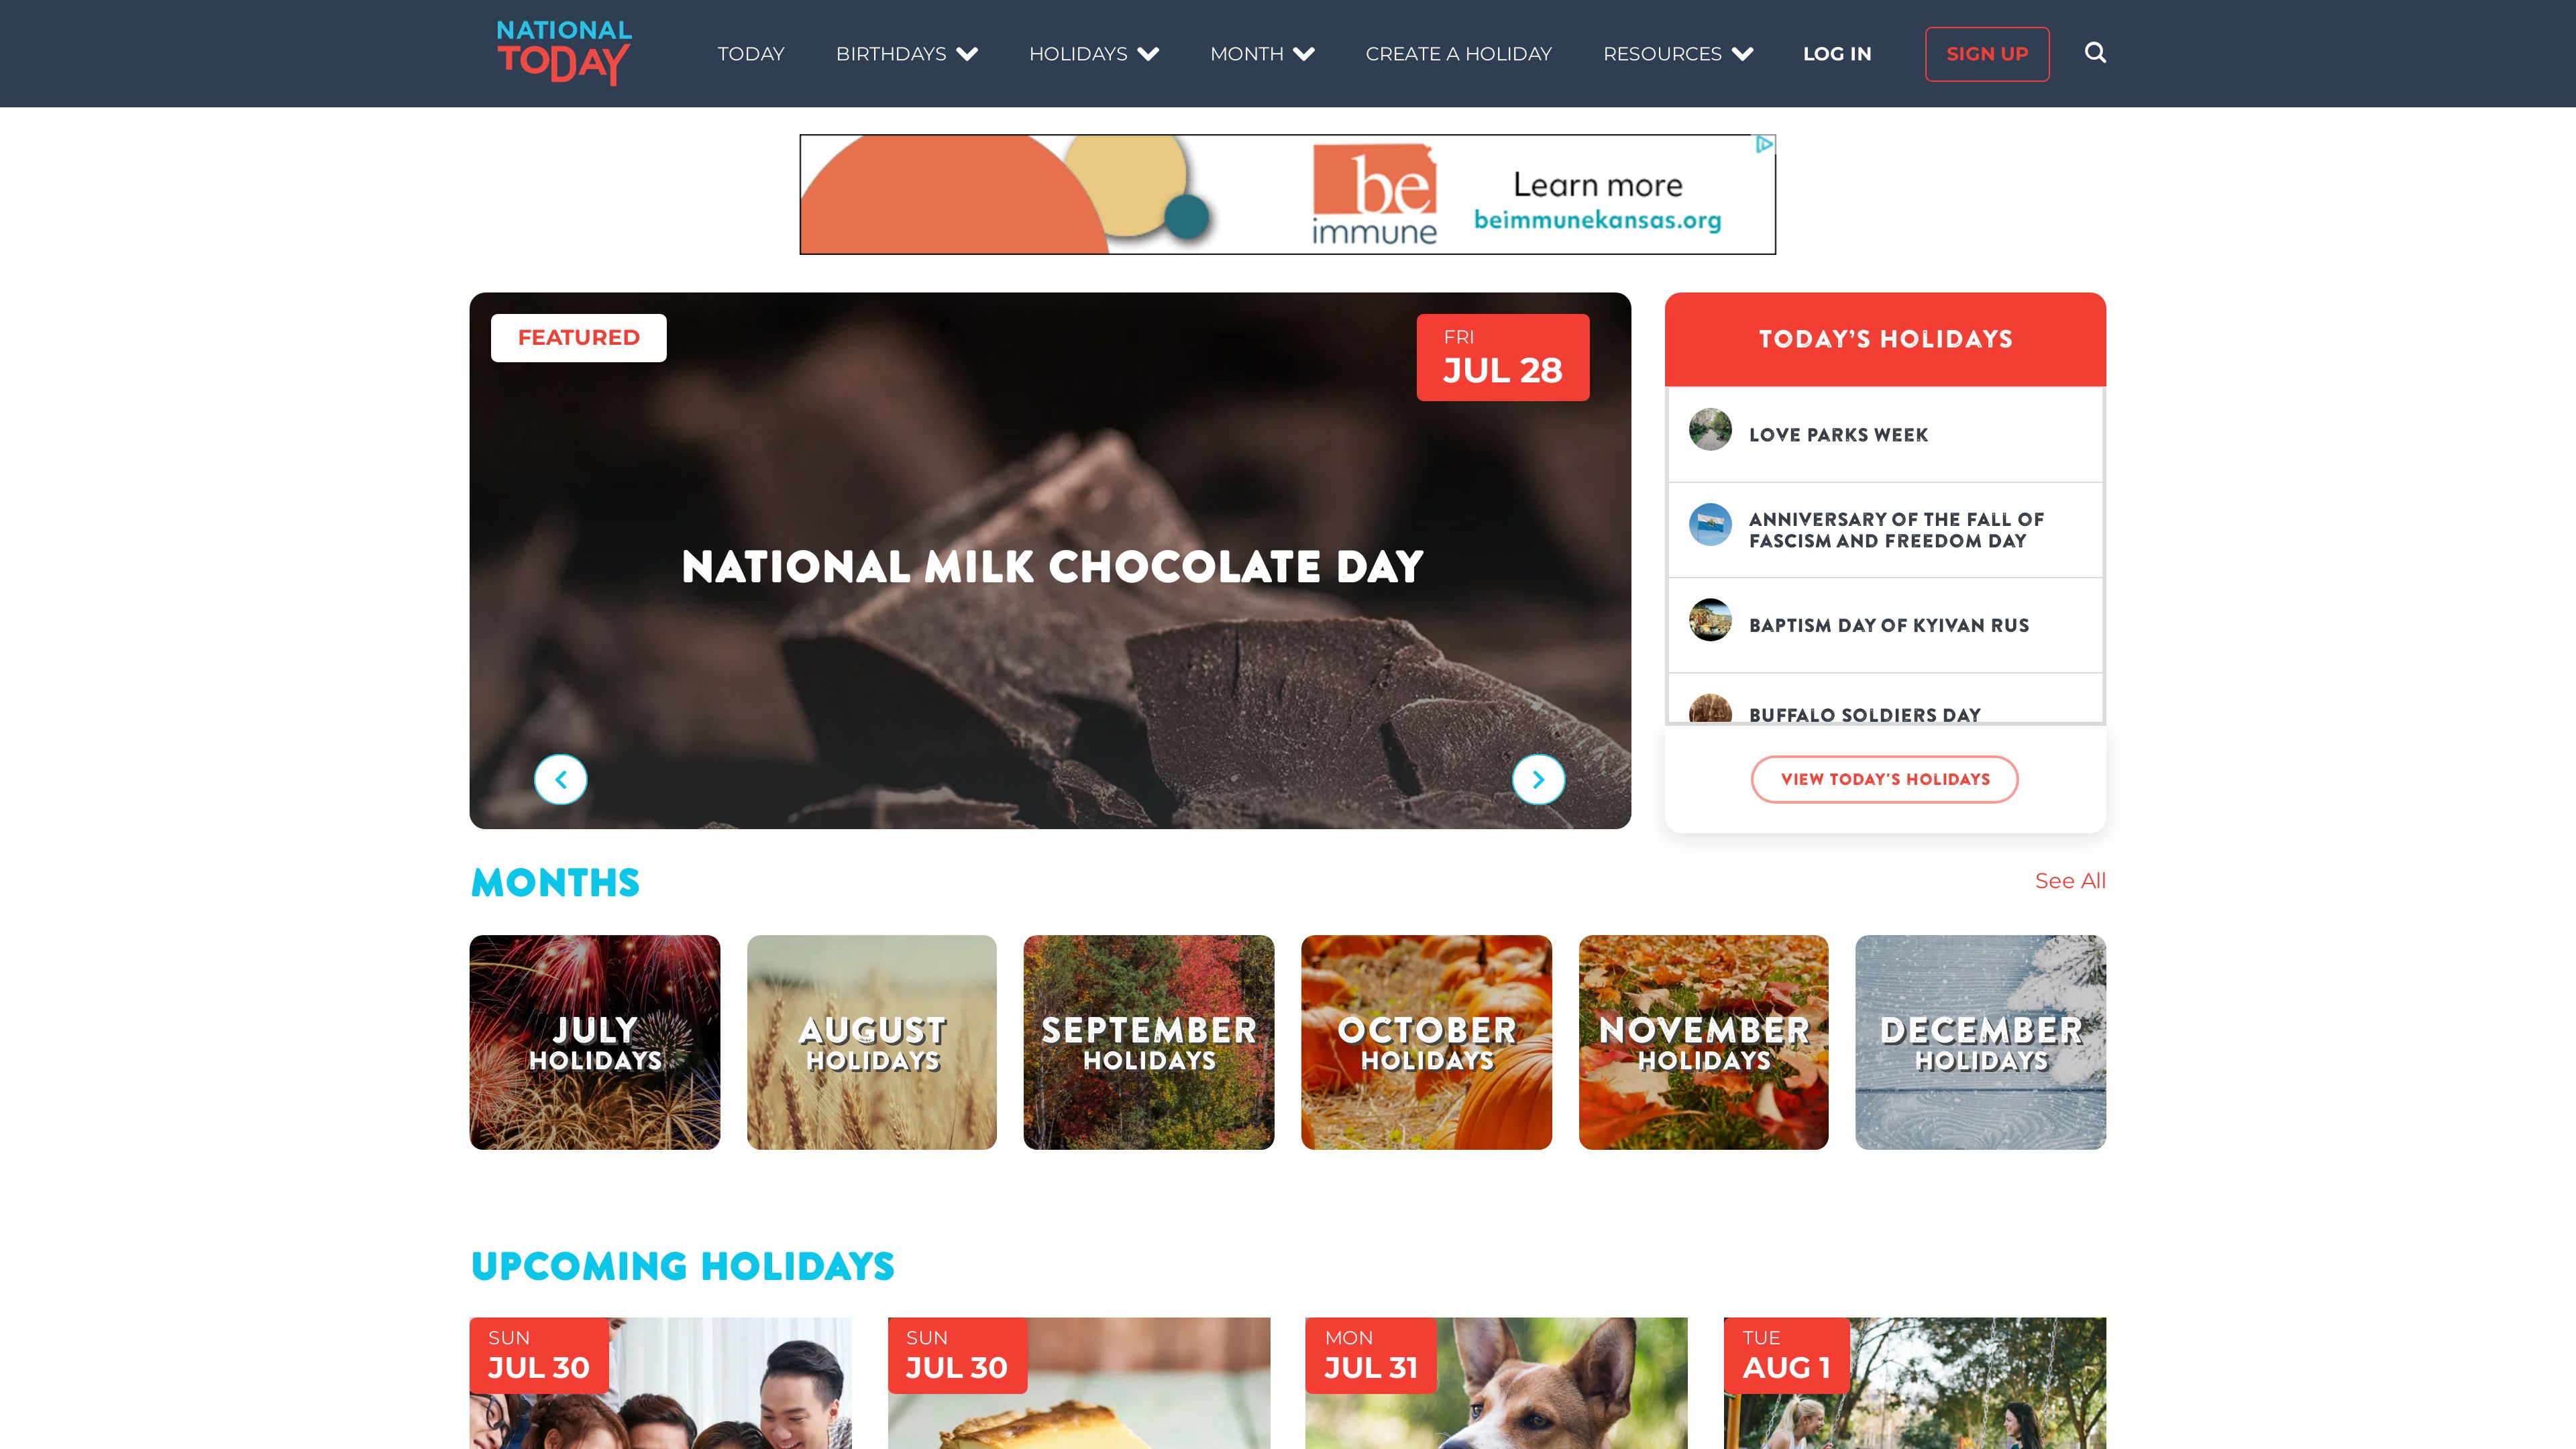 NATIONAL
TODAY
TODAY
BIRTHDAYS
HOLIDAYS
MONTH
CREATE A HOLIDAY
RESOURCES
LOG IN
SIGN UP
be
immune
Learn more
beimmunekansas.org
FEATURED
FRI
JUL 28
NATIONAL MILK CHOCOLATE DAY
TODAY'S HOLIDAYS
LOVE PARKS WEEK
ANNIVERSARY OF THE FALL OF
FASCISM AND FREEDOM DAY
BAPTISM DAY OF KYIVAN RUS
BUFFALO SOLDIERS DAY
VIEW TODAY'S HOLIDAYS
MONTHS
See All
JULY
HOLIDAYS
AUGUST
HOLIDAYS
SEPTEMBER
HOLIDAYS
OCTOBER
HOLIDAYS
NOVEMBER
HOLIDAYS
DECEMBER
HOLIDAYS
UPCOMING HOLIDAYS
SUN
JUL 30
SUN
JUL 30
MON
JUL 31
TUE
AUG 1